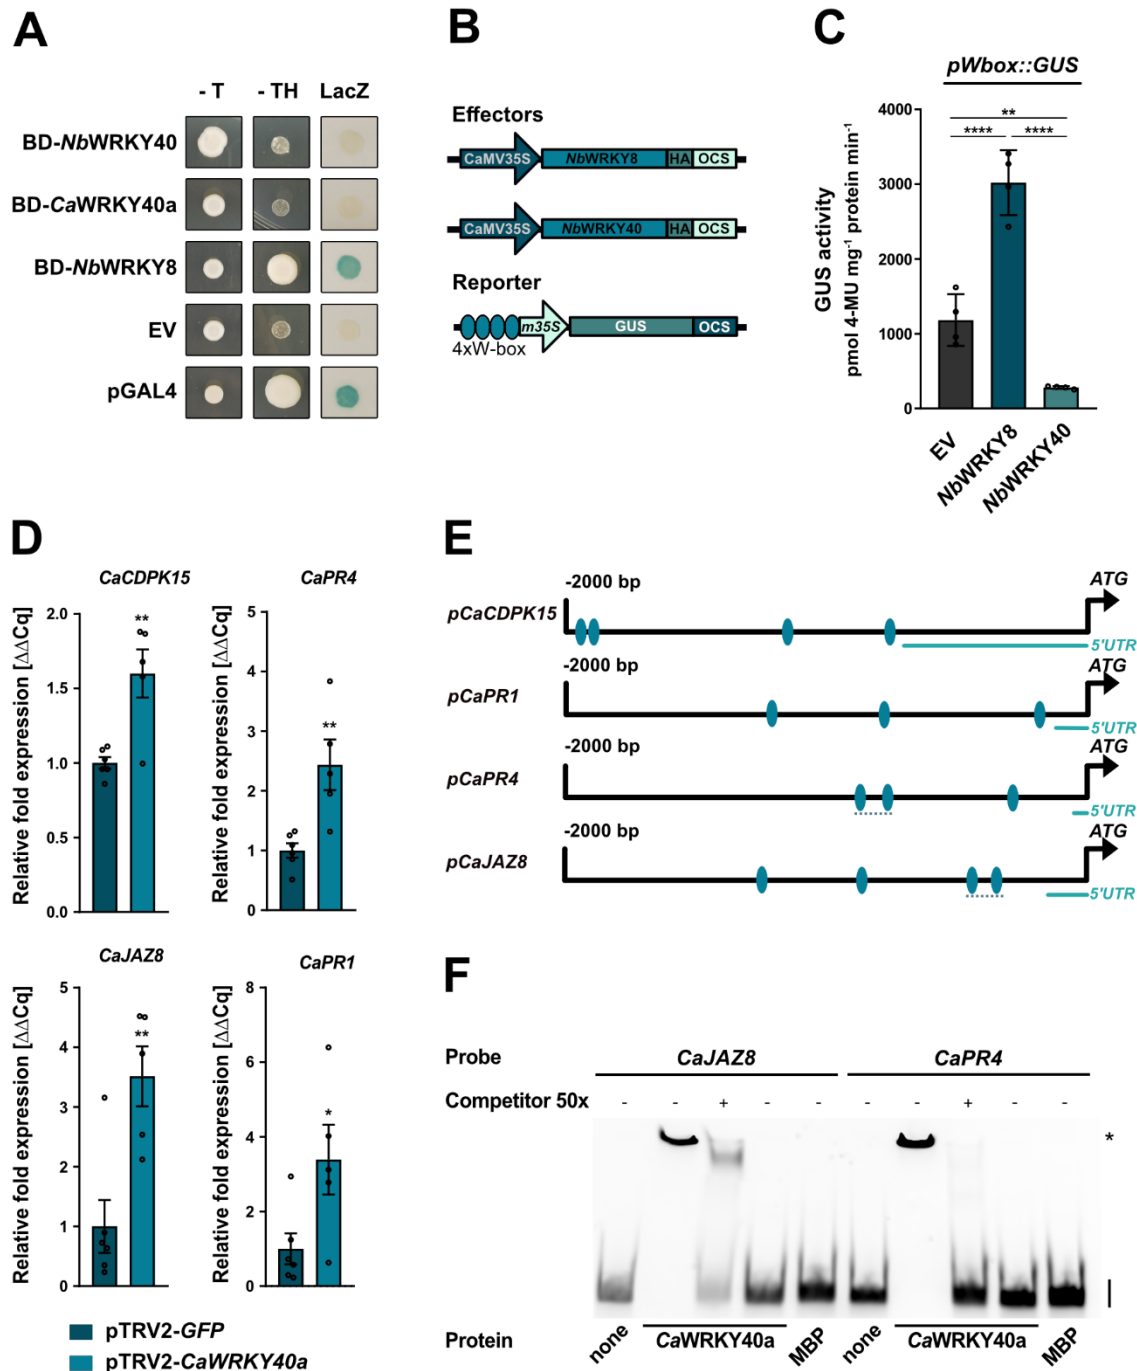 A
- T - TH LacZ
BD-NbWRKY40
BD-CaWRKY40a
BD-NbWRKY8
EV
pGAL4
B
Effectors
CaMV35S NbWRKY8 HA OCS
CaMV35S NbWRKY40 HA OCS
Reporter
m35S GUS OCS
4xW-box
C
pWbox::GUS
**
**** ****
GUS activity
pmol 4-MU mg⁻¹ protein min⁻¹
4000
3000
2000
1000
0
EV
NbWRKY8
NbWRKY40
D
CaCDPK15
Relative fold expression [ΔΔCq]
2.0
1.5
1.0
0.5
0.0
**
CaPR4
Relative fold expression [ΔΔCq]
5
4
3
2
1
0
**
CaJAZ8
Relative fold expression [ΔΔCq]
5
4
3
2
1
0
**
CaPR1
Relative fold expression [ΔΔCq]
8
6
4
2
0
*
pTRV2-GFP
pTRV2-CaWRKY40a
E
-2000 bp ATG
pCaCDPK15
5'UTR
-2000 bp ATG
pCaPR1
5'UTR
-2000 bp ATG
pCaPR4
5'UTR
-2000 bp ATG
pCaJAZ8
5'UTR
F
Probe CaJAZ8 CaPR4
Competitor 50x - - + - - - - + - -
*
Protein none CaWRKY40a MBP none CaWRKY40a MBP